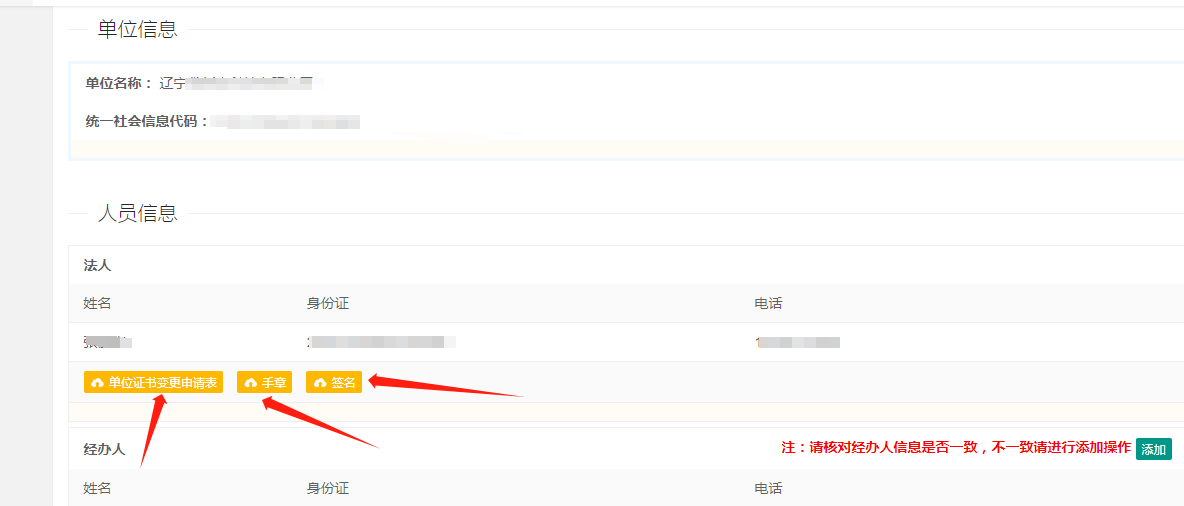 单位信息
单位名称： 辽宁
统一社会信息代码：
人员信息
法人
姓名 身份证 电话
张
单位证书变更申请表 手章 签名
经办人 注：请核对经办人信息是否一致，不一致请进行添加操作 添加
姓名 身份证 电话